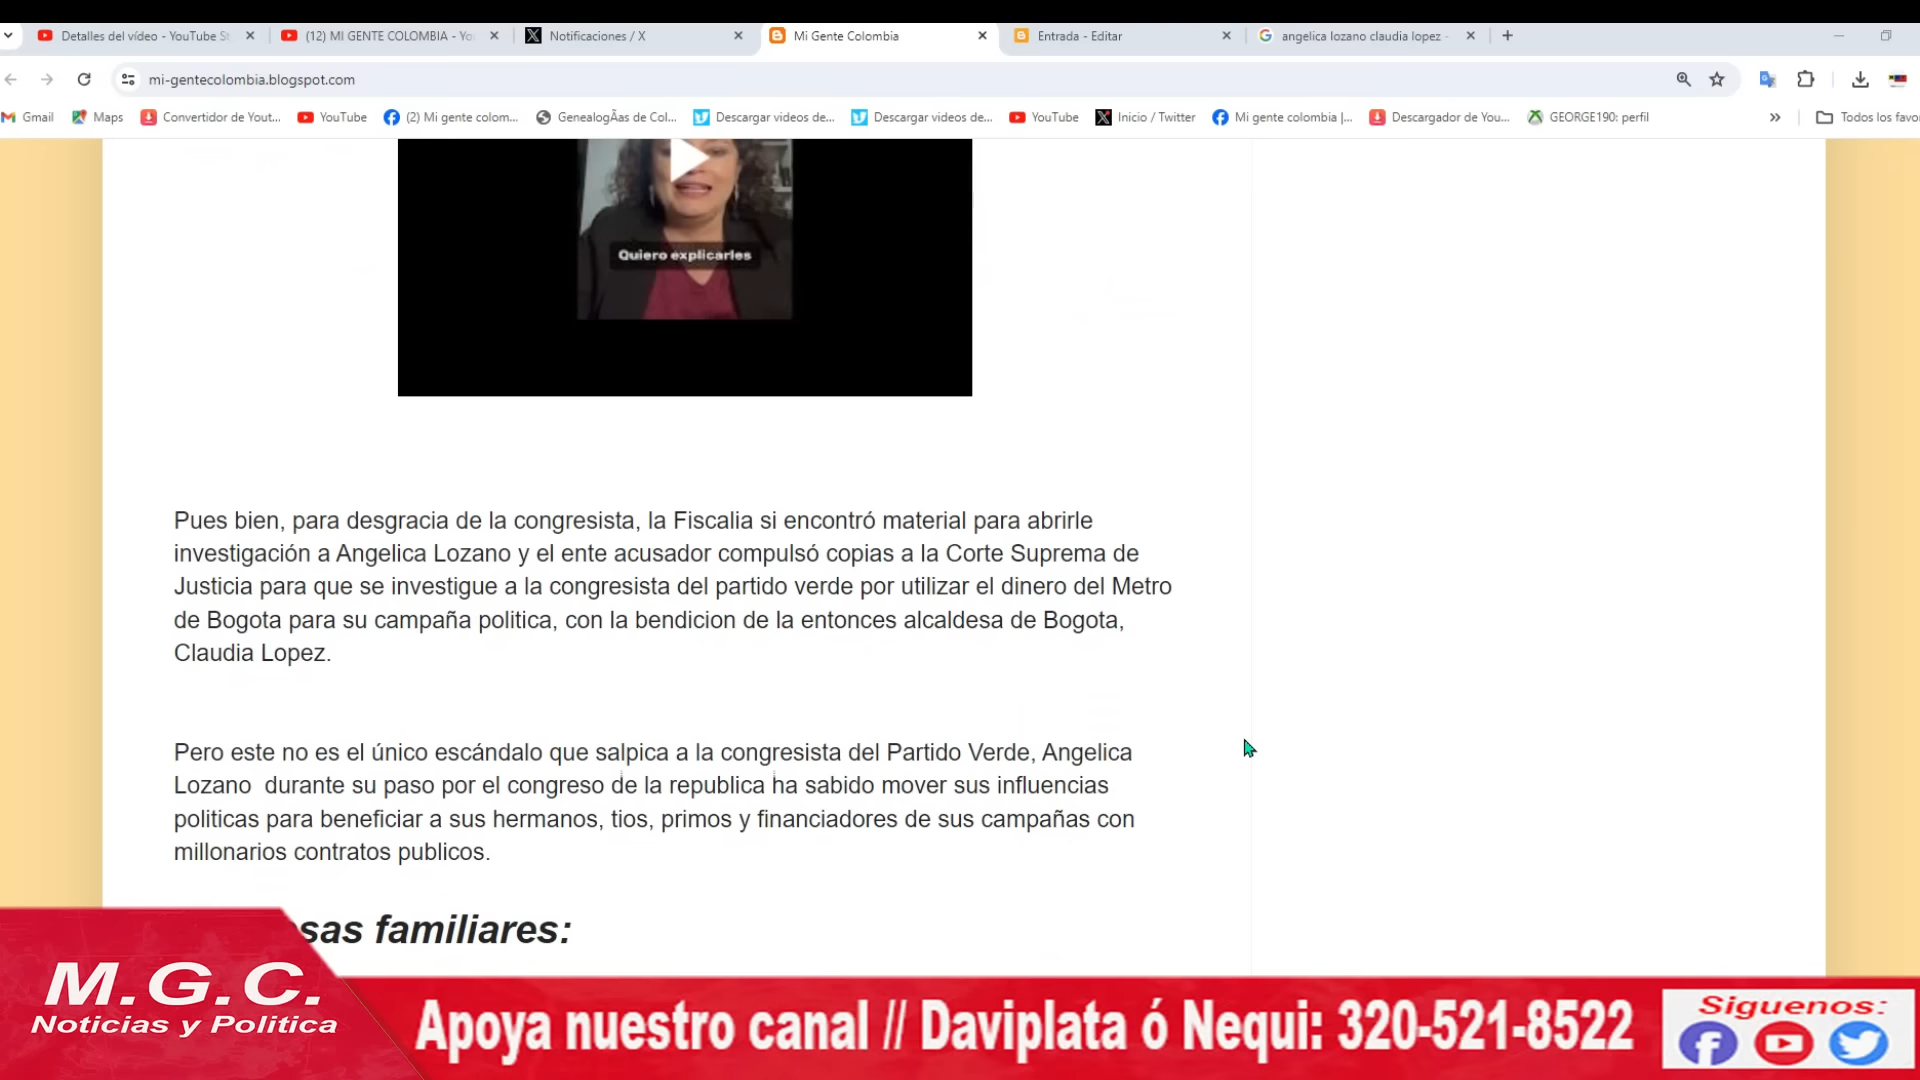 Detalles del vídeo - YouTube St
(12) MI GENTE COLOMBIA - You
Notificaciones / X
Mi Gente Colombia
Entrada - Editar
angelica lozano claudia lopez -
mi-gentecolombia.blogspot.com
Gmail
Maps
Convertidor de Yout...
YouTube
(2) Mi gente colom...
GenealogÃas de Col...
Descargar videos de...
Descargar videos de...
YouTube
Inicio / Twitter
Mi gente colombia |...
Descargador de You...
GEORGE190: perfil
Todos los favo
Quiero explicarles
Pues bien, para desgracia de la congresista, la Fiscalia si encontró material para abrirle
investigación a Angelica Lozano y el ente acusador compulsó copias a la Corte Suprema de
Justicia para que se investigue a la congresista del partido verde por utilizar el dinero del Metro
de Bogota para su campaña politica, con la bendicion de la entonces alcaldesa de Bogota,
Claudia Lopez.
Pero este no es el único escándalo que salpica a la congresista del Partido Verde, Angelica
Lozano  durante su paso por el congreso de la republica ha sabido mover sus influencias
politicas para beneficiar a sus hermanos, tios, primos y financiadores de sus campañas con
millonarios contratos publicos.
sas familiares:
M.G.C.
Noticias y Politica
Apoya nuestro canal // Daviplata ó Nequi: 320-521-8522
Siguenos: